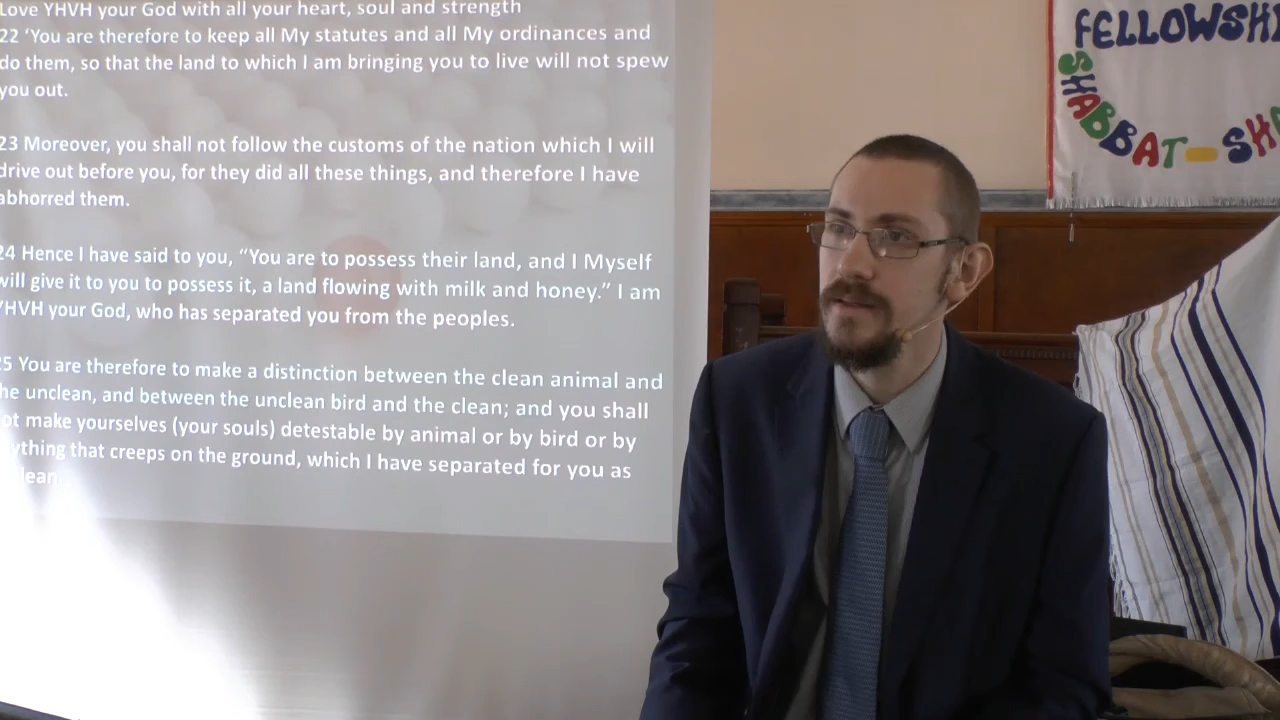 Love YHVH your God with all your heart, soul and strength
22 ‘You are therefore to keep all My statutes and all My ordinances and
do them, so that the land to which I am bringing you to live will not spew
you out.
23 Moreover, you shall not follow the customs of the nation which I will
drive out before you, for they did all these things, and therefore I have
abhorred them.
24 Hence I have said to you, “You are to possess their land, and I Myself
will give it to you to possess it, a land flowing with milk and honey.” I am
YHVH your God, who has separated you from the peoples.
25 You are therefore to make a distinction between the clean animal and
the unclean, and between the unclean bird and the clean; and you shall
not make yourselves (your souls) detestable by animal or by bird or by
ything that creeps on the ground, which I have separated for you as
lean
FELLOWSHI
SHABBAT-SH